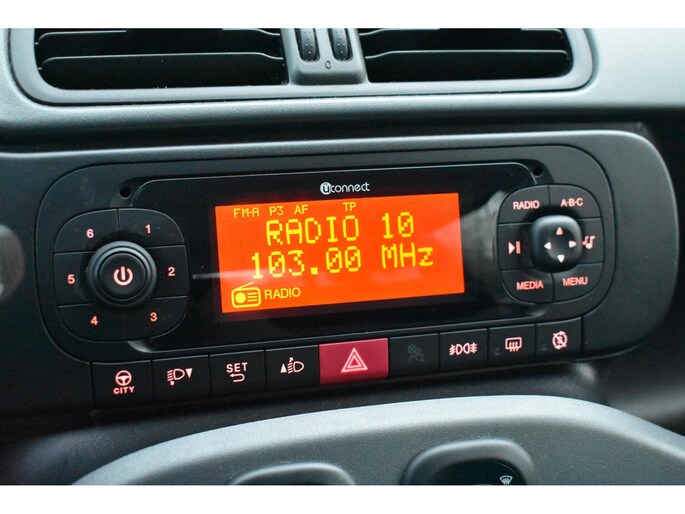 uconnect
FM-A P3 AF TP
RADIO 10
103.00 MHz
RADIO
6 1
5 2
4 3
RADIO A·B·C
MEDIA MENU
CITY
SET
0